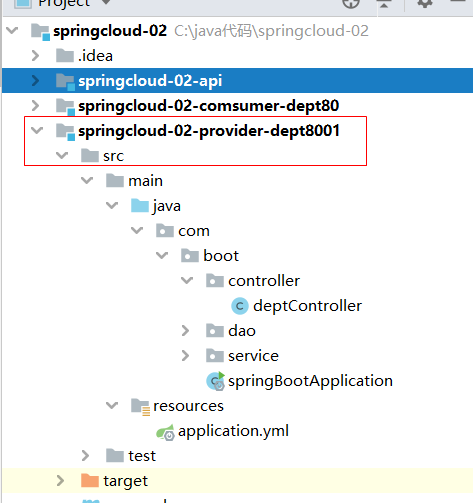 Project
springcloud-02 C:\java代码\springcloud-02
.idea
springcloud-02-api
springcloud-02-comsumer-dept80
springcloud-02-provider-dept8001
src
main
java
com
boot
controller
deptController
dao
service
springBootApplication
resources
application.yml
test
target